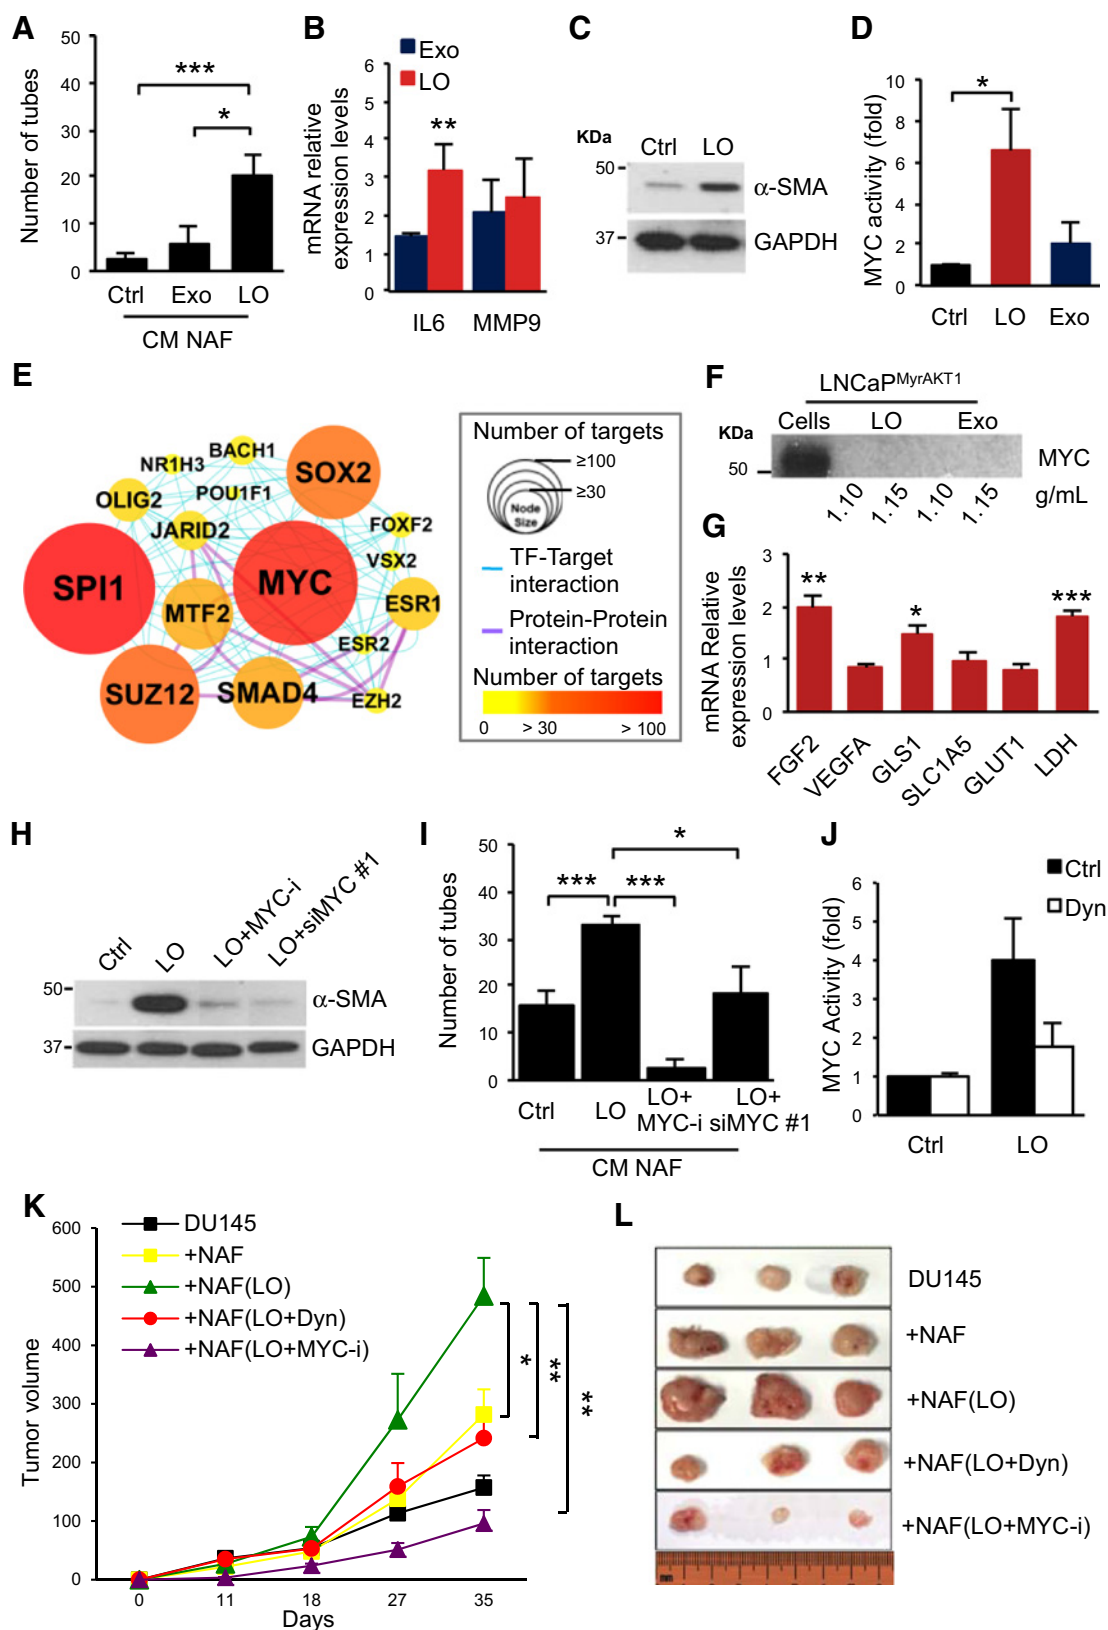 A
50
40
30
20
10
0
Number of tubes
***
*
Ctrl Exo LO
CM NAF
B
Exo
LO
6
5
4
3
2
1
0
mRNA relative
expression levels
**
IL6 MMP9
C
KDa
Ctrl LO
50
α-SMA
37
GAPDH
D
10
8
6
4
2
0
MYC activity (fold)
*
Ctrl LO Exo
E
BACH1
NR1H3
SOX2
OLIG2
POU1F1
JARID2
FOXF2
VSX2
SPI1
MYC
MTF2
ESR1
ESR2
SUZ12
SMAD4
EZH2
Number of targets
≥100
≥30
Node
Size
TF-Target
interaction
Protein-Protein
interaction
Number of targets
0 > 30 > 100
F
LNCaPMyrAKT1
Cells LO Exo
KDa
50
MYC
1.10 1.15 1.10 1.15 g/mL
G
3
2
1
0
mRNA Relative
expression levels
** * ***
FGF2 VEGFA GLS1 SLC1A5 GLUT1 LDH
H
Ctrl LO LO+MYC-i LO+siMYC #1
50
α-SMA
37
GAPDH
I
50
40
30
20
10
0
Number of tubes
*
*** ***
Ctrl LO LO+ LO+
MYC-i siMYC #1
CM NAF
J
Ctrl
Dyn
6
5
4
3
2
1
0
MYC Activity (fold)
Ctrl LO
K
600
500
400
300
200
100
0
Tumor volume
DU145
+NAF
+NAF(LO)
+NAF(LO+Dyn)
+NAF(LO+MYC-i)
* ** **
0 11 18 27 35
Days
L
DU145
+NAF
+NAF(LO)
+NAF(LO+Dyn)
+NAF(LO+MYC-i)
mm